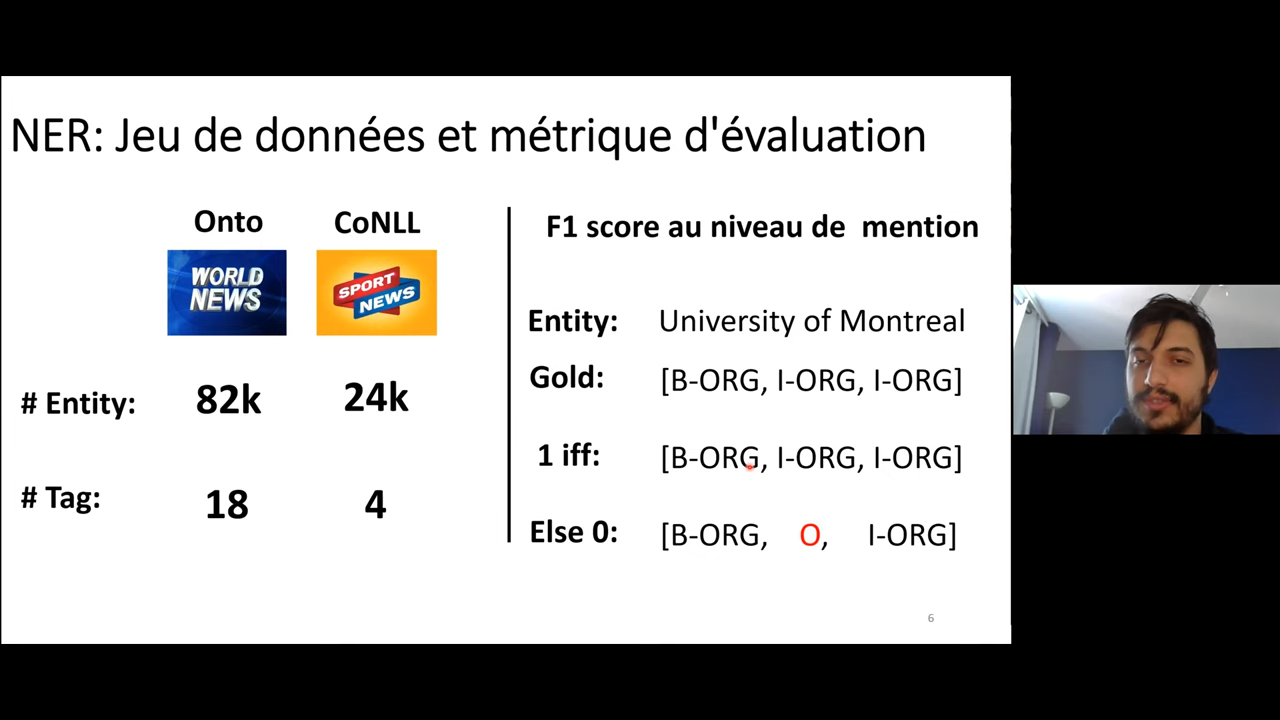 NER: Jeu de données et métrique d'évaluation
Onto CoNLL
WORLD NEWS
SPORT NEWS
# Entity: 82k 24k
# Tag: 18 4
F1 score au niveau de mention
Entity: University of Montreal
Gold: [B-ORG, I-ORG, I-ORG]
1 iff: [B-ORG, I-ORG, I-ORG]
Else 0: [B-ORG, O, I-ORG]
6